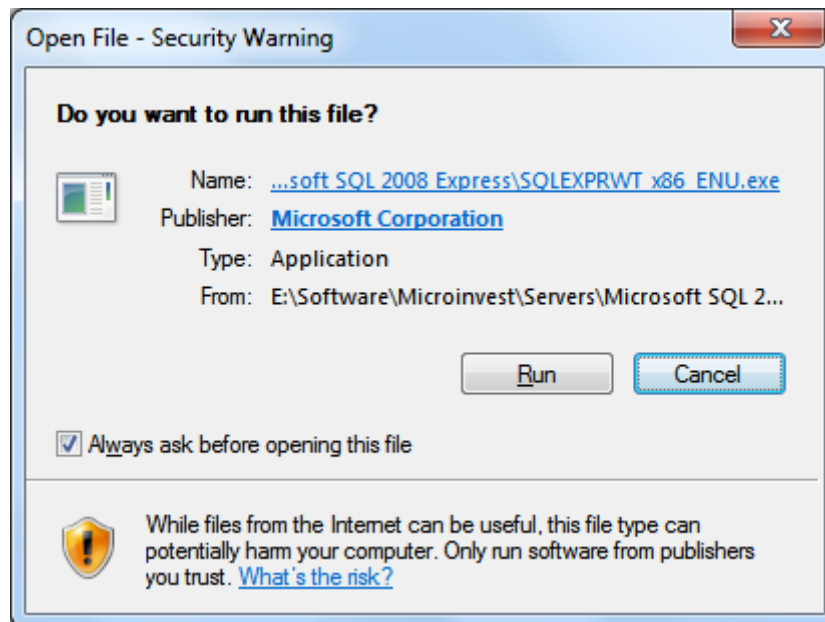 Open File - Security Warning
Do you want to run this file?
Name: ...soft SQL 2008 Express\SQLEXPRWT_x86_ENU.exe
Publisher: Microsoft Corporation
Type: Application
From: E:\Software\Microinvest\Servers\Microsoft SQL 2...
Run Cancel
Always ask before opening this file
While files from the Internet can be useful, this file type can
potentially harm your computer. Only run software from publishers
you trust. What's the risk?